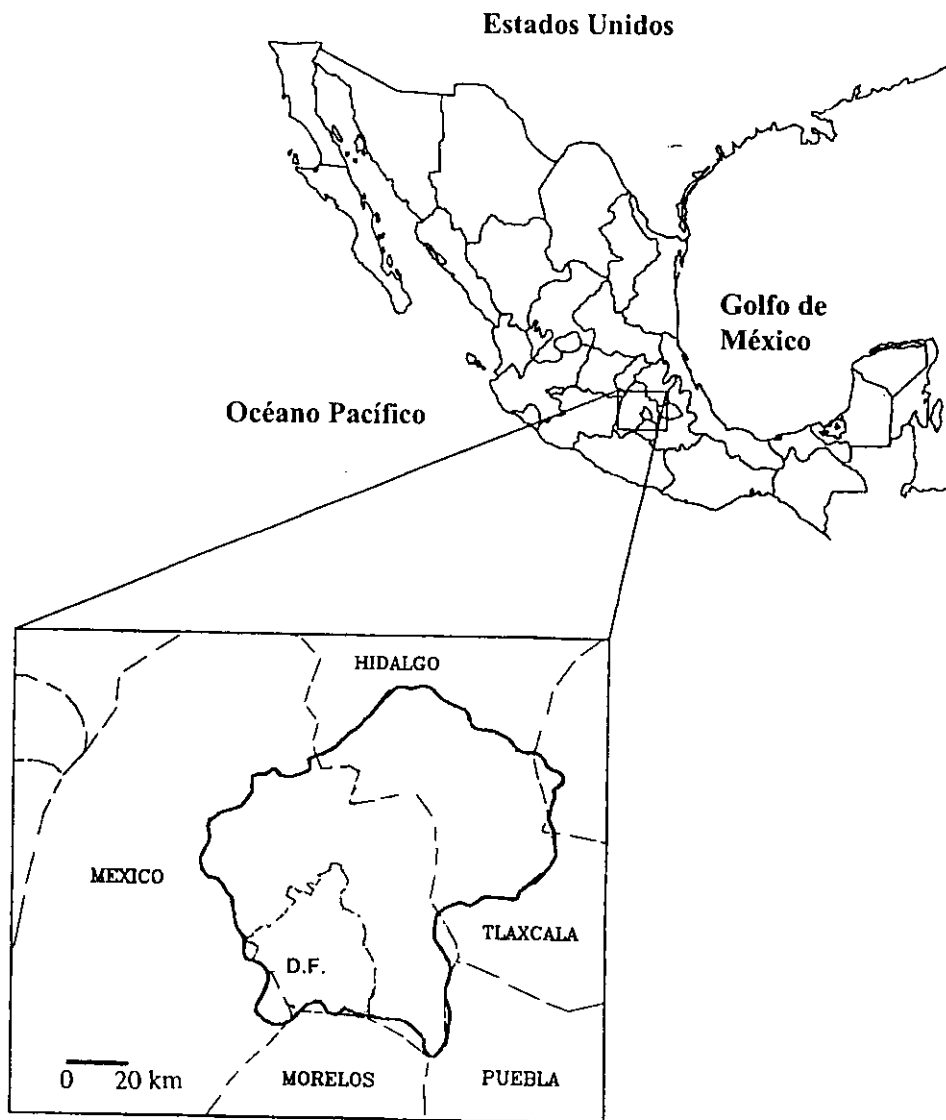 Estados Unidos
Golfo de
México
Océano Pacífico
HIDALGO
MEXICO
TLAXCALA
D.F.
0 20 km
MORELOS
PUEBLA